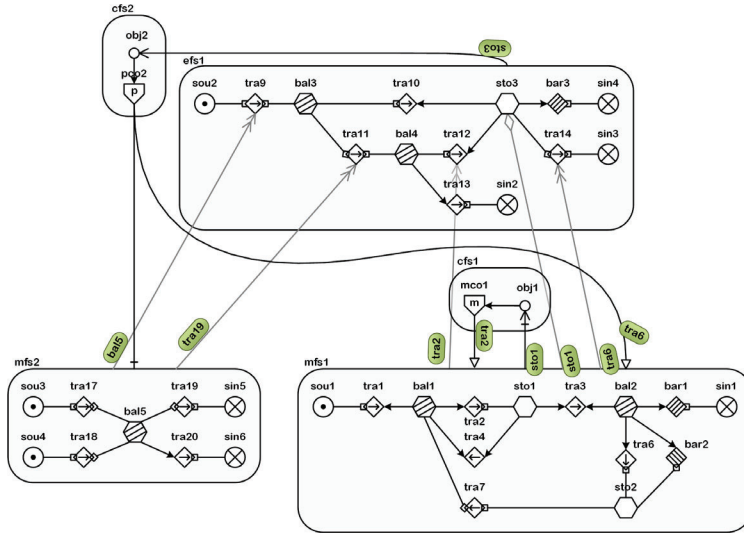 cfs2
obj2
pco2
p
sto3
efs1
sou2
tra9
bal3
tra10
sto3
bar3
sin4
tra11
bal4
tra12
tra14
sin3
tra13
sin2
cfs1
mco1
obj1
m
bal5
tra19
tra2
tra2
sto1
sto1
tra6
tra6
mfs2
sou3
tra17
tra19
sin5
bal5
sou4
tra18
tra20
sin6
mfs1
sou1
tra1
bal1
sto1
tra3
bal2
bar1
sin1
tra2
tra4
tra6
bar2
tra7
sto2